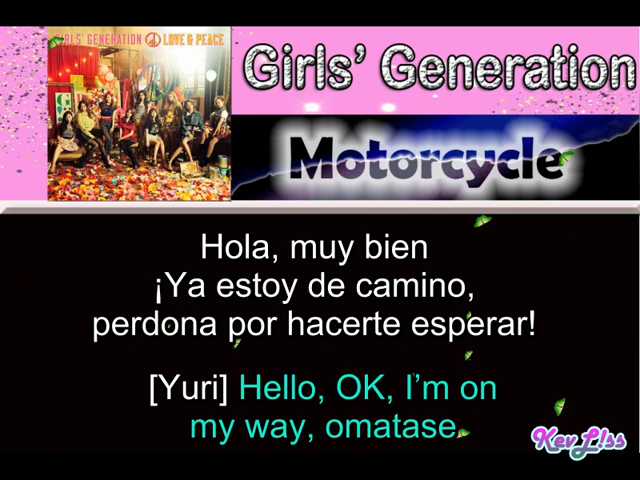 GIRLS' GENERATION LOVE & PEACE
Girls' Generation
Motorcycle
Hola, muy bien
¡Ya estoy de camino,
perdona por hacerte esperar!
[Yuri] Hello, OK, I'm on
my way, omatase
KevL!ss